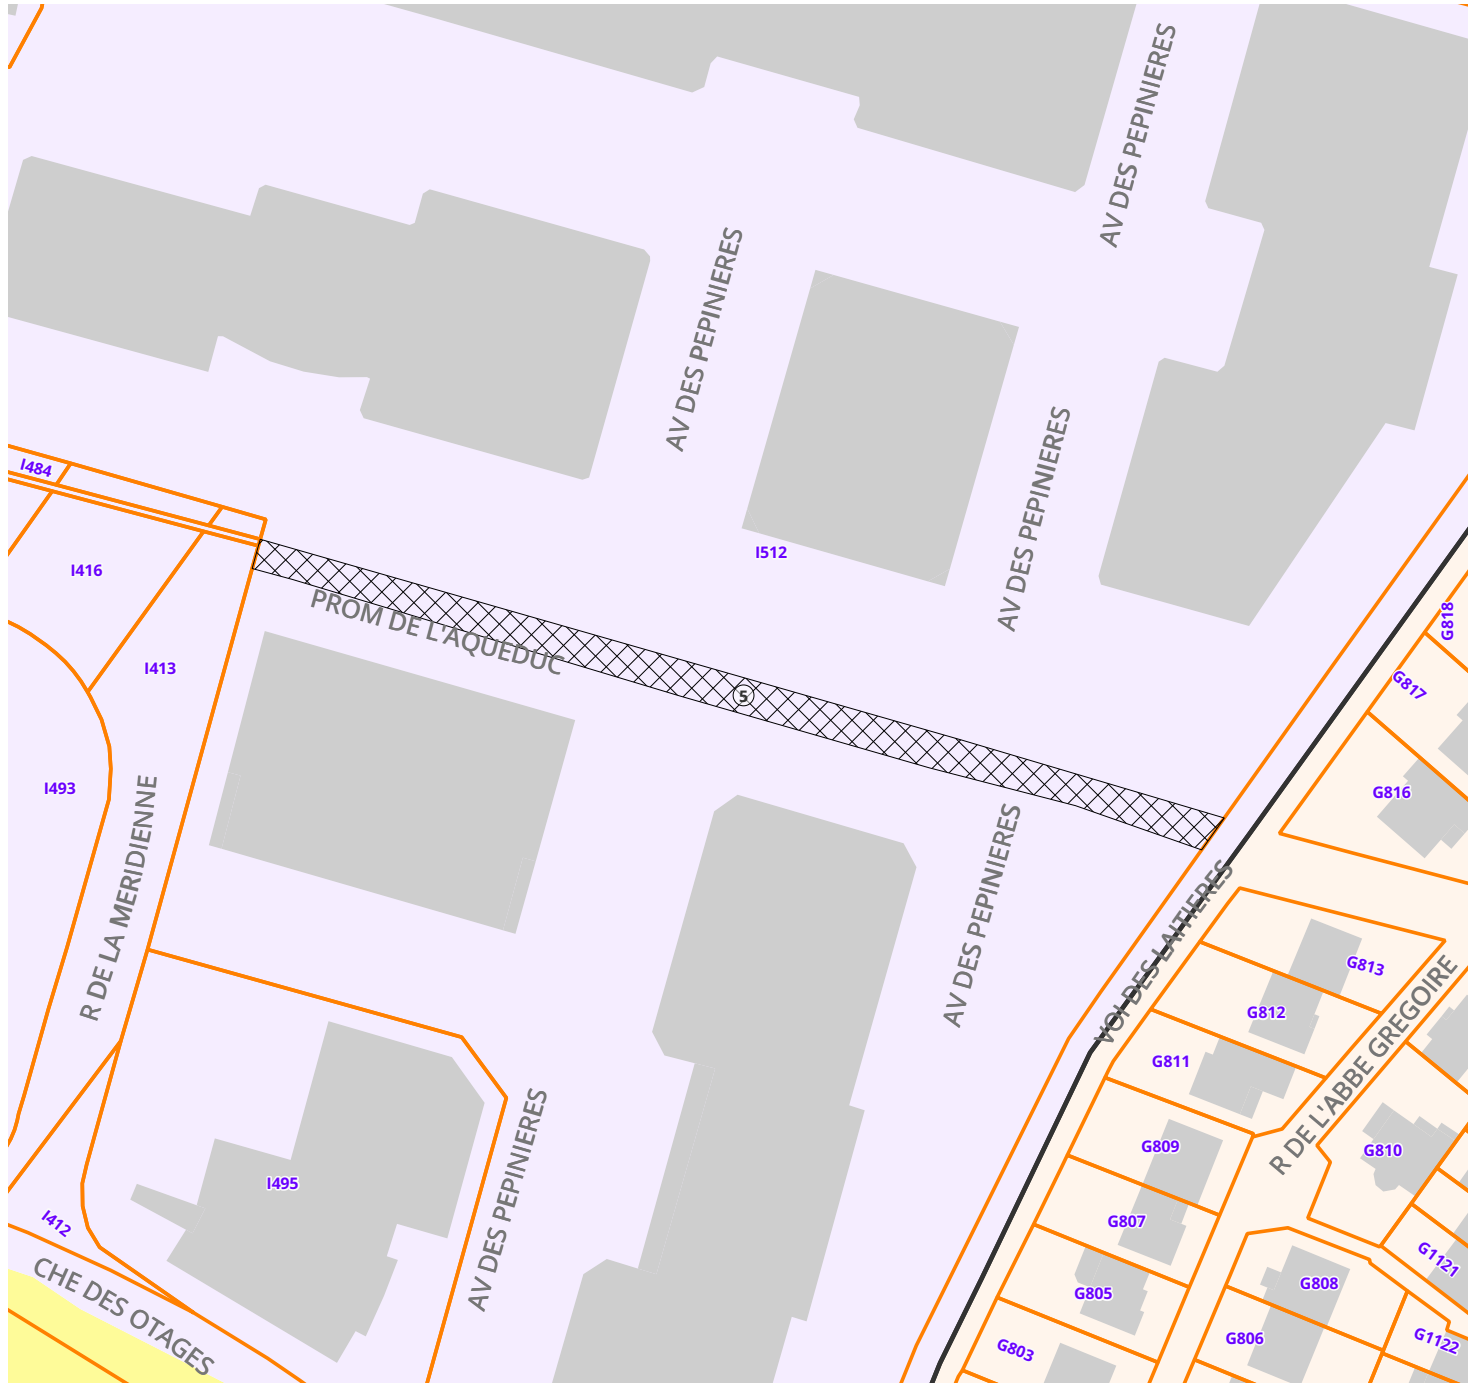 AV DES PEPINIERES
AV DES PEPINIERES
AV DES PEPINIERES
I484
I512
I416
PROM DE L'AQUEDUC
I413
G818
G817
5
I493
G816
R DE LA MERIDIENNE
AV DES PEPINIERES
VOI DES LAITIERES
G813
G812
R DE L'ABBE GREGOIRE
G811
G809
G810
AV DES PEPINIERES
I495
I412
G807
G1121
CHE DES OTAGES
G805
G808
G803
G806
G1122